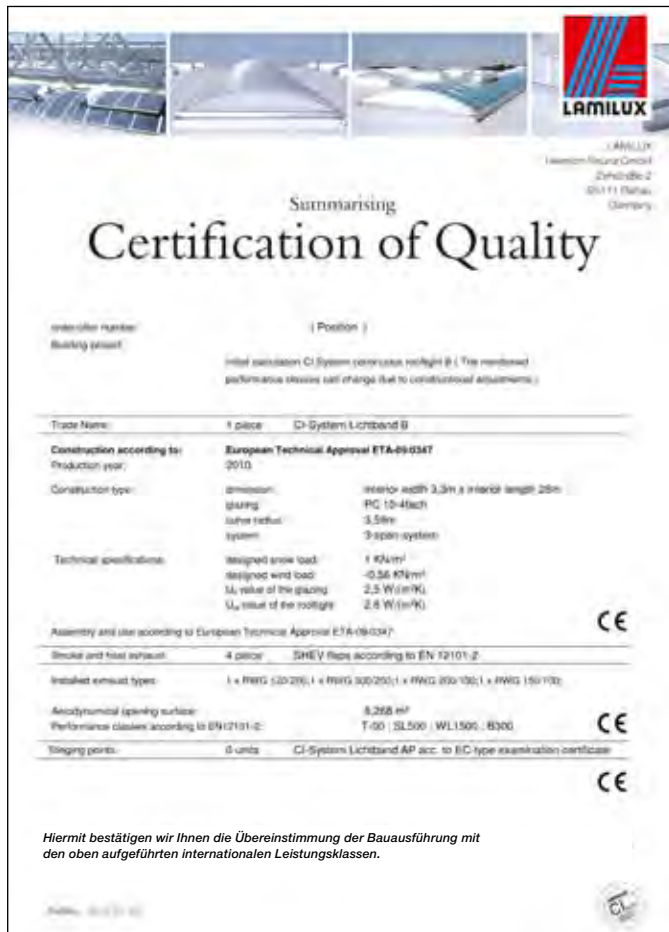 LAMILUX
LAMILUX
Heinrich Strunz GmbH
Zehstraße 2
95111 Rehau
Germany
Summarising
Certification of Quality
order/offer number: ( Position )
Building project:
Initial calculation CI-System continuous rooflight B ( The mentioned
performance classes can change due to constructional adjustments.)
Trade Name: 1 piece CI-System Lichtband B
Construction according to: European Technical Approval ETA-09/0347
Production year: 2010
Construction type: dimension: interior width 3,3m x interior length 25m
glazing: PC 10-4fach
curve radius:
system: 3-span-system
Technical specifications: designed snow load: 1 KN/m²
designed wind load: -0,56 KN/m²
value of the glazing 2,5 W/(m²K)
value of the rooflight 2,6 W/(m²K)
CE
Assembly and use according to European Technical Approval ETA-09/0347
Smoke and heat exhaust: 4 piece SHEV flaps according to EN 12101-2
Installed exhaust types:
Aerodynamical opening surface: m²
Performance classes according to EN12101-2: T-00 SL500 WL1500 B300
CE
units CI-System Lichtband AP acc. to EC-type examination certificate
CE
Hiermit bestätigen wir Ihnen die Übereinstimmung der Bauausführung mit
den oben aufgeführten internationalen Leistungsklassen.
CI